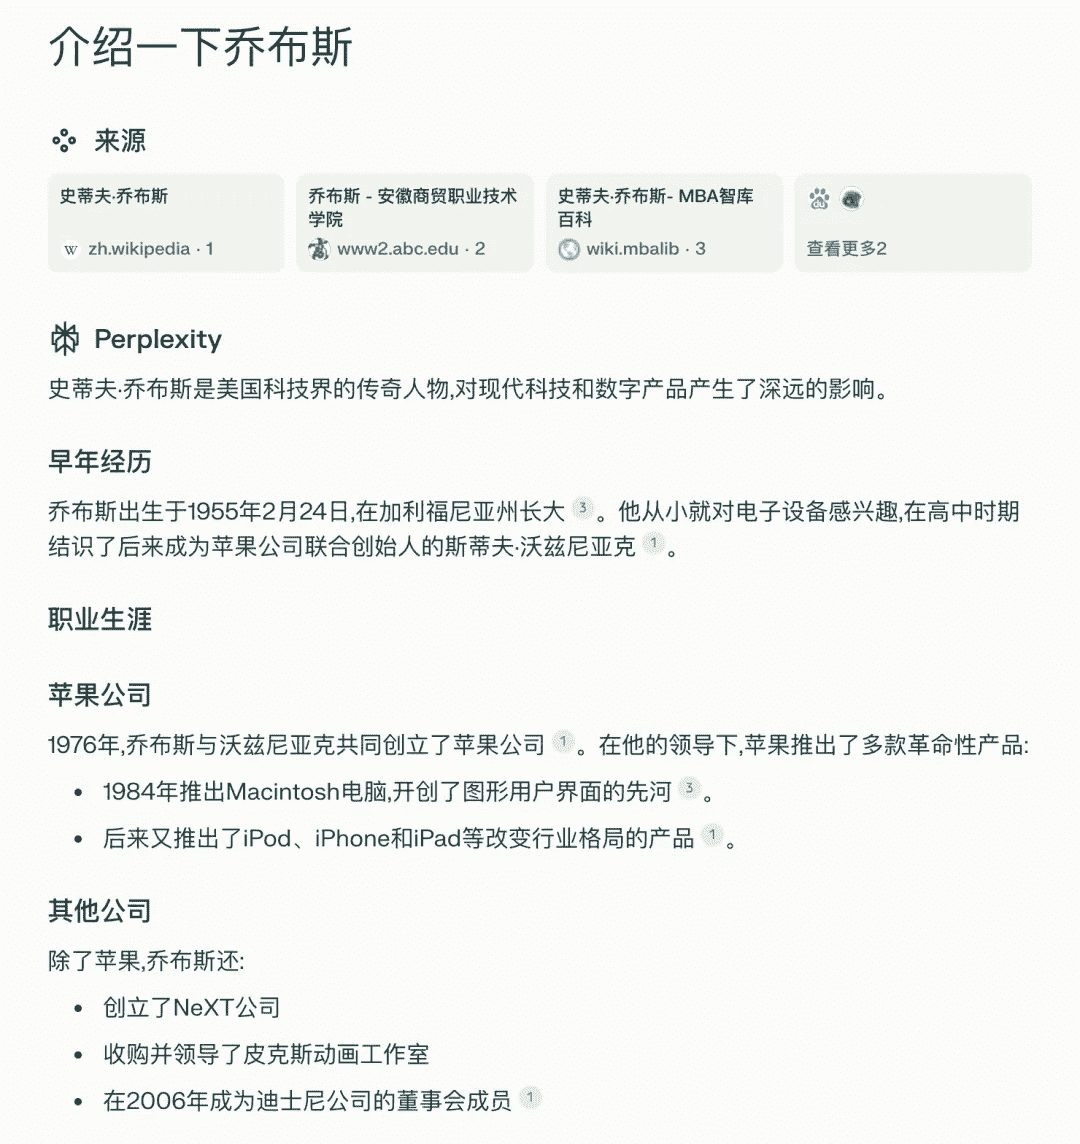 介绍一下乔布斯
来源
史蒂夫·乔布斯
zh.wikipedia · 1
乔布斯 - 安徽商贸职业技术
学院
www2.abc.edu · 2
史蒂夫·乔布斯- MBA智库
百科
wiki.mbalib · 3
du
查看更多2
Perplexity
史蒂夫·乔布斯是美国科技界的传奇人物,对现代科技和数字产品产生了深远的影响。
早年经历
乔布斯出生于1955年2月24日,在加利福尼亚州长大 3 。他从小就对电子设备感兴趣,在高中时期
结识了后来成为苹果公司联合创始人的斯蒂夫·沃兹尼亚克 1 。
职业生涯
苹果公司
1976年,乔布斯与沃兹尼亚克共同创立了苹果公司 1 。在他的领导下,苹果推出了多款革命性产品:
• 1984年推出Macintosh电脑,开创了图形用户界面的先河 3 。
• 后来又推出了iPod、iPhone和iPad等改变行业格局的产品 1 。
其他公司
除了苹果,乔布斯还:
• 创立了NeXT公司
• 收购并领导了皮克斯动画工作室
• 在2006年成为迪士尼公司的董事会成员 1